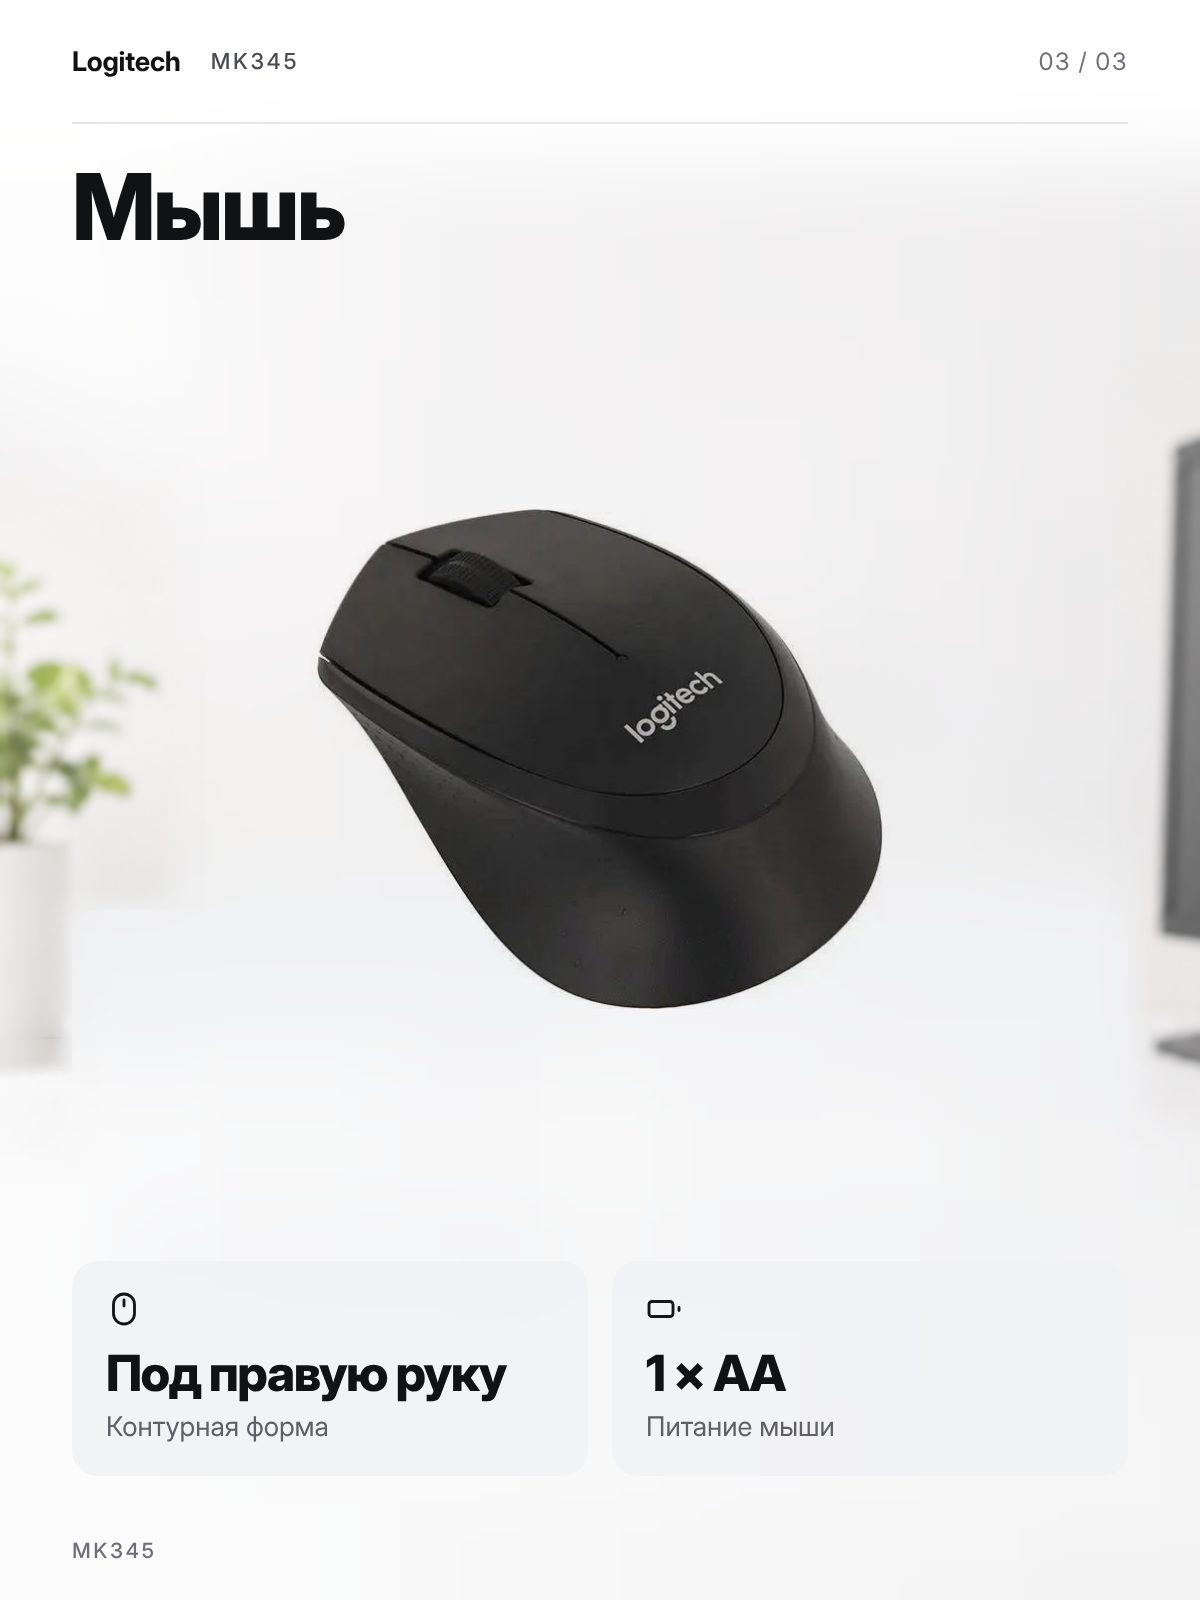 Logitech MK345 03 / 03
Мышь
logitech
Под правую руку
Контурная форма
1 × AA
Питание мыши
MK345